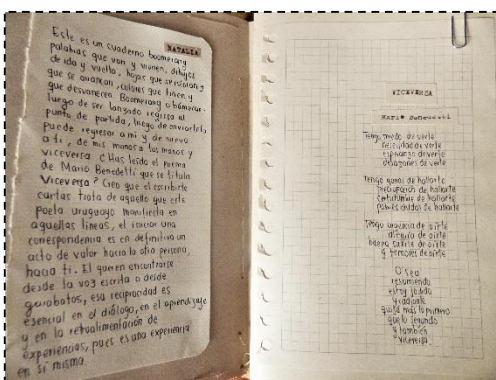 NATALIA
Este es un cuaderno boomerang
palabras que van y vienen, dibujos
de ida y vuelta, hojas que se
que se avanzan, colores que tiñen y
que desvanecen Boomerang o búmeran.
luego de ser lanzado regresa al
punto de partida, luego de enviártelo,
puede regresar a mi y de nuevo
a ti, de mis manos a tus manos y
viceversa ¿Has leído el poema
de Mario Benedetti que se titula
Viceversa? Creo que el escribirte
cartas trata de aquello que este
poeta uruguayo manifiesta en
aquellas líneas, el iniciar una
correspondencia es en definitiva un
acto de valor hacia la otra persona,
hacia ti. El querer encontrarse
desde la voz escrita o desde
garabatos, esa reciprocidad es
esencial en el diálogo, en el aprendizaje
y en la retroalimentación de
experiencias, pues es una experiencia
en sí misma.
VICEVERSA
Mario Benedetti
Tengo miedo de verte
necesidad de verte
esperanza de verte
desazones de verte
Tengo ganas de hallarte
preocupación de hallarte
certidumbre de hallarte
pobres dudas de hallarte
Tengo urgencia de oírte
alegría de oírte
buena suerte de oírte
y temores de oírte
O sea
resumiendo
estoy jodido
y radiante
quizá más lo primero
que lo segundo
y también
viceversa.